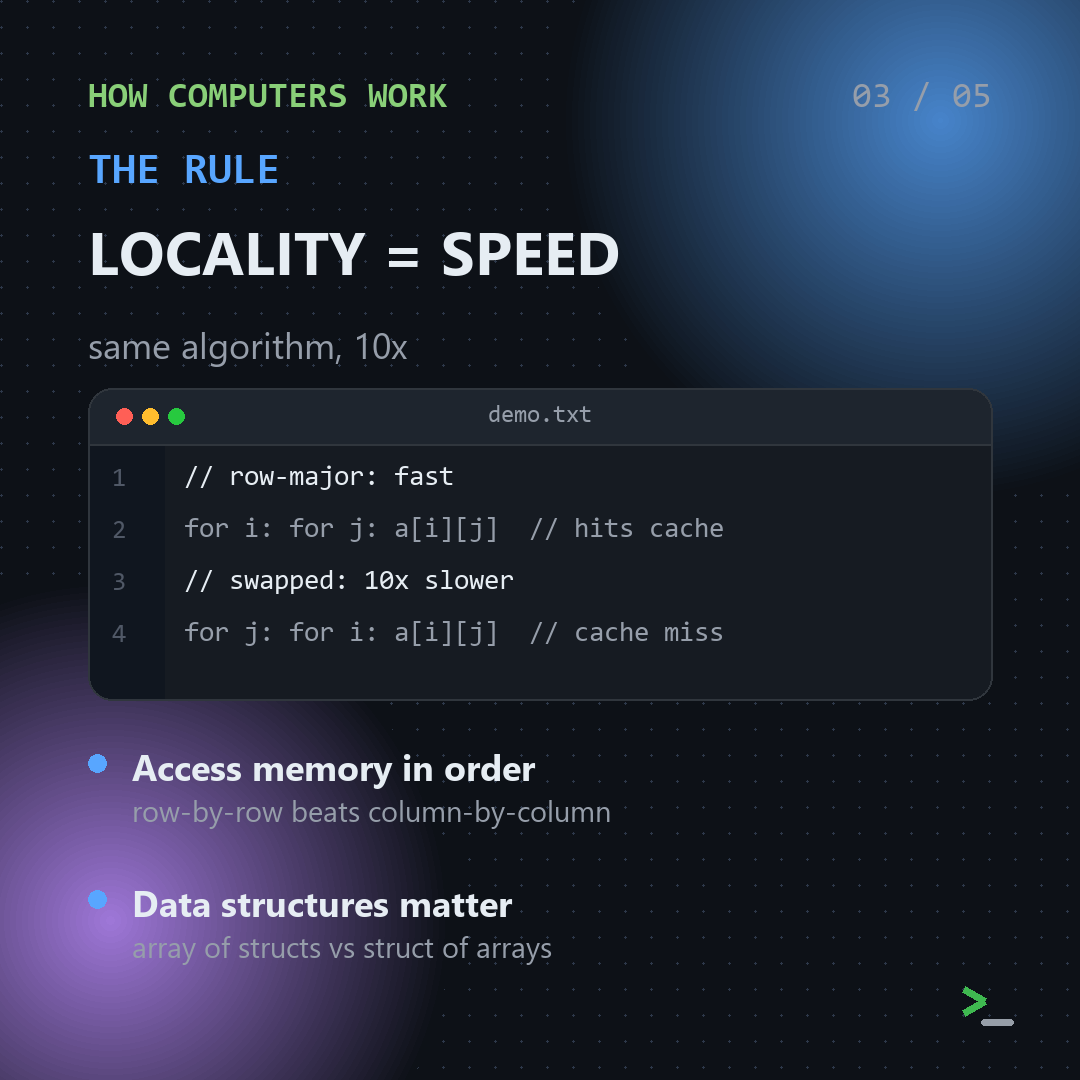 HOW COMPUTERS WORK
03 / 05
THE RULE
LOCALITY = SPEED
same algorithm, 10x
demo.txt
1 // row-major: fast
2 for i: for j: a[i][j]  // hits cache
3 // swapped: 10x slower
4 for j: for i: a[i][j]  // cache miss
Access memory in order
row-by-row beats column-by-column
Data structures matter
array of structs vs struct of arrays
>_